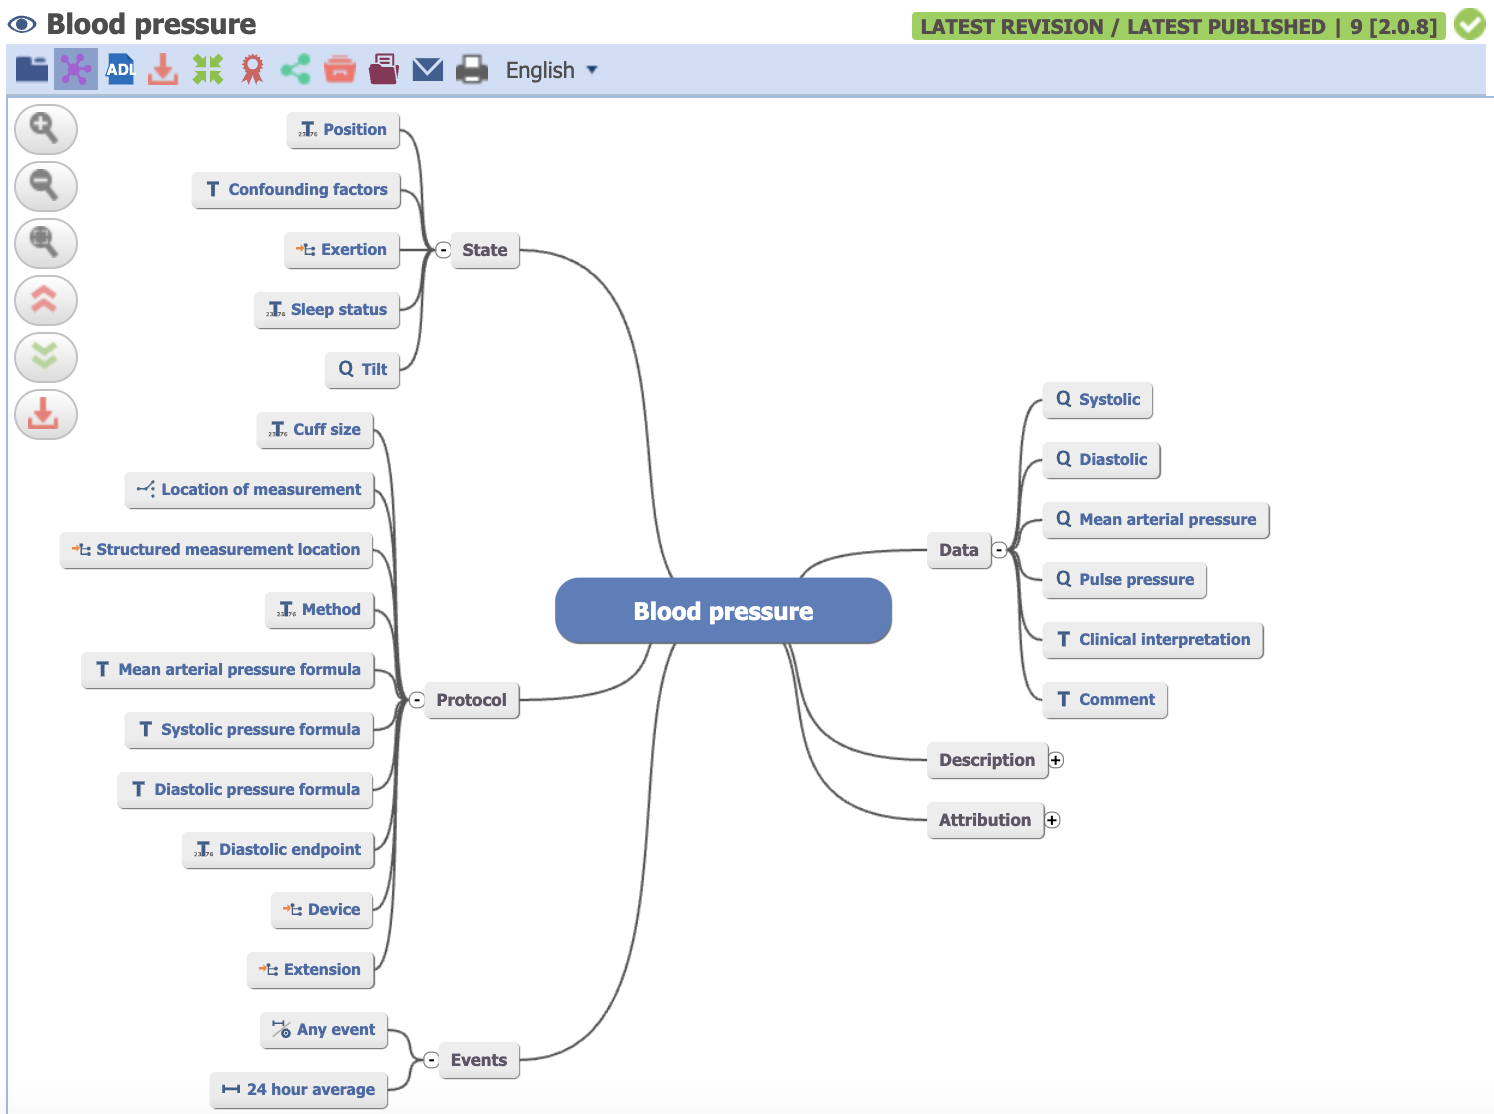 Blood pressure
LATEST REVISION / LATEST PUBLISHED | 9 [2.0.8]
ADL
English
Position
Confounding factors
Exertion
Sleep status
Tilt
State
Cuff size
Location of measurement
Structured measurement location
Method
Mean arterial pressure formula
Systolic pressure formula
Diastolic pressure formula
Diastolic endpoint
Device
Extension
Protocol
Any event
24 hour average
Events
Blood pressure
Data
Q Systolic
Q Diastolic
Q Mean arterial pressure
Q Pulse pressure
T Clinical interpretation
T Comment
Description
Attribution